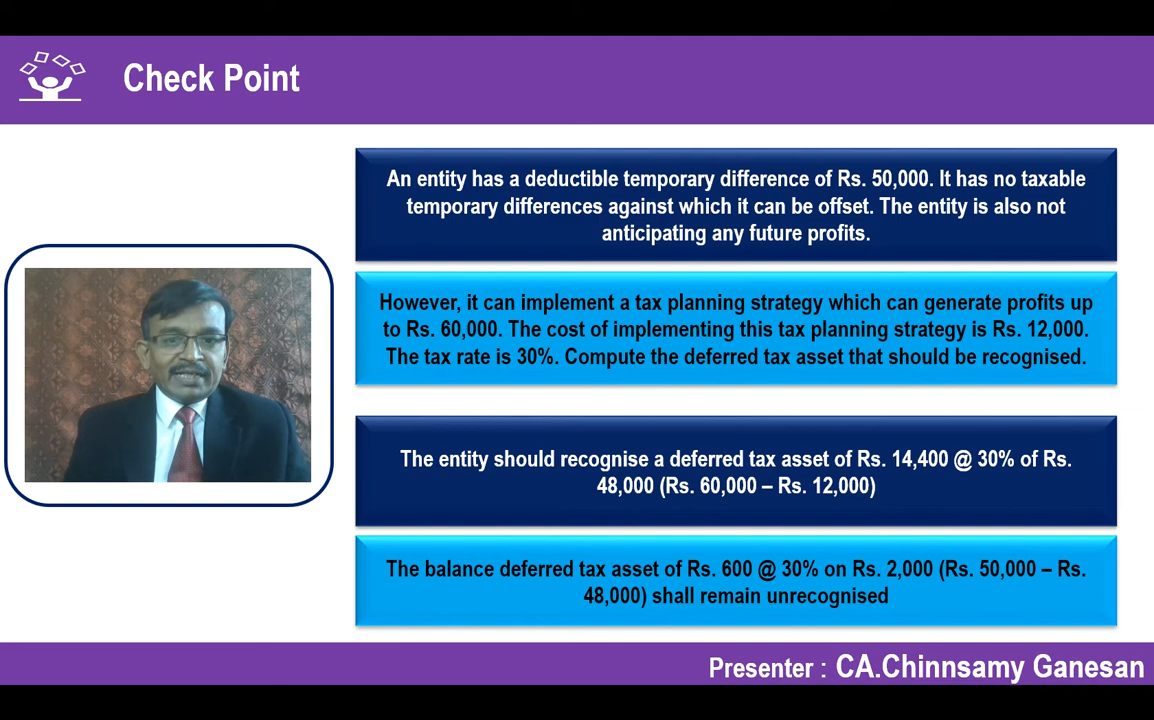 Check Point
An entity has a deductible temporary difference of Rs. 50,000. It has no taxable
temporary differences against which it can be offset. The entity is also not
anticipating any future profits.
However, it can implement a tax planning strategy which can generate profits up
to Rs. 60,000. The cost of implementing this tax planning strategy is Rs. 12,000.
The tax rate is 30%. Compute the deferred tax asset that should be recognised.
The entity should recognise a deferred tax asset of Rs. 14,400 @ 30% of Rs.
48,000 (Rs. 60,000 – Rs. 12,000)
The balance deferred tax asset of Rs. 600 @ 30% on Rs. 2,000 (Rs. 50,000 – Rs.
48,000) shall remain unrecognised
Presenter : CA.Chinnsamy Ganesan